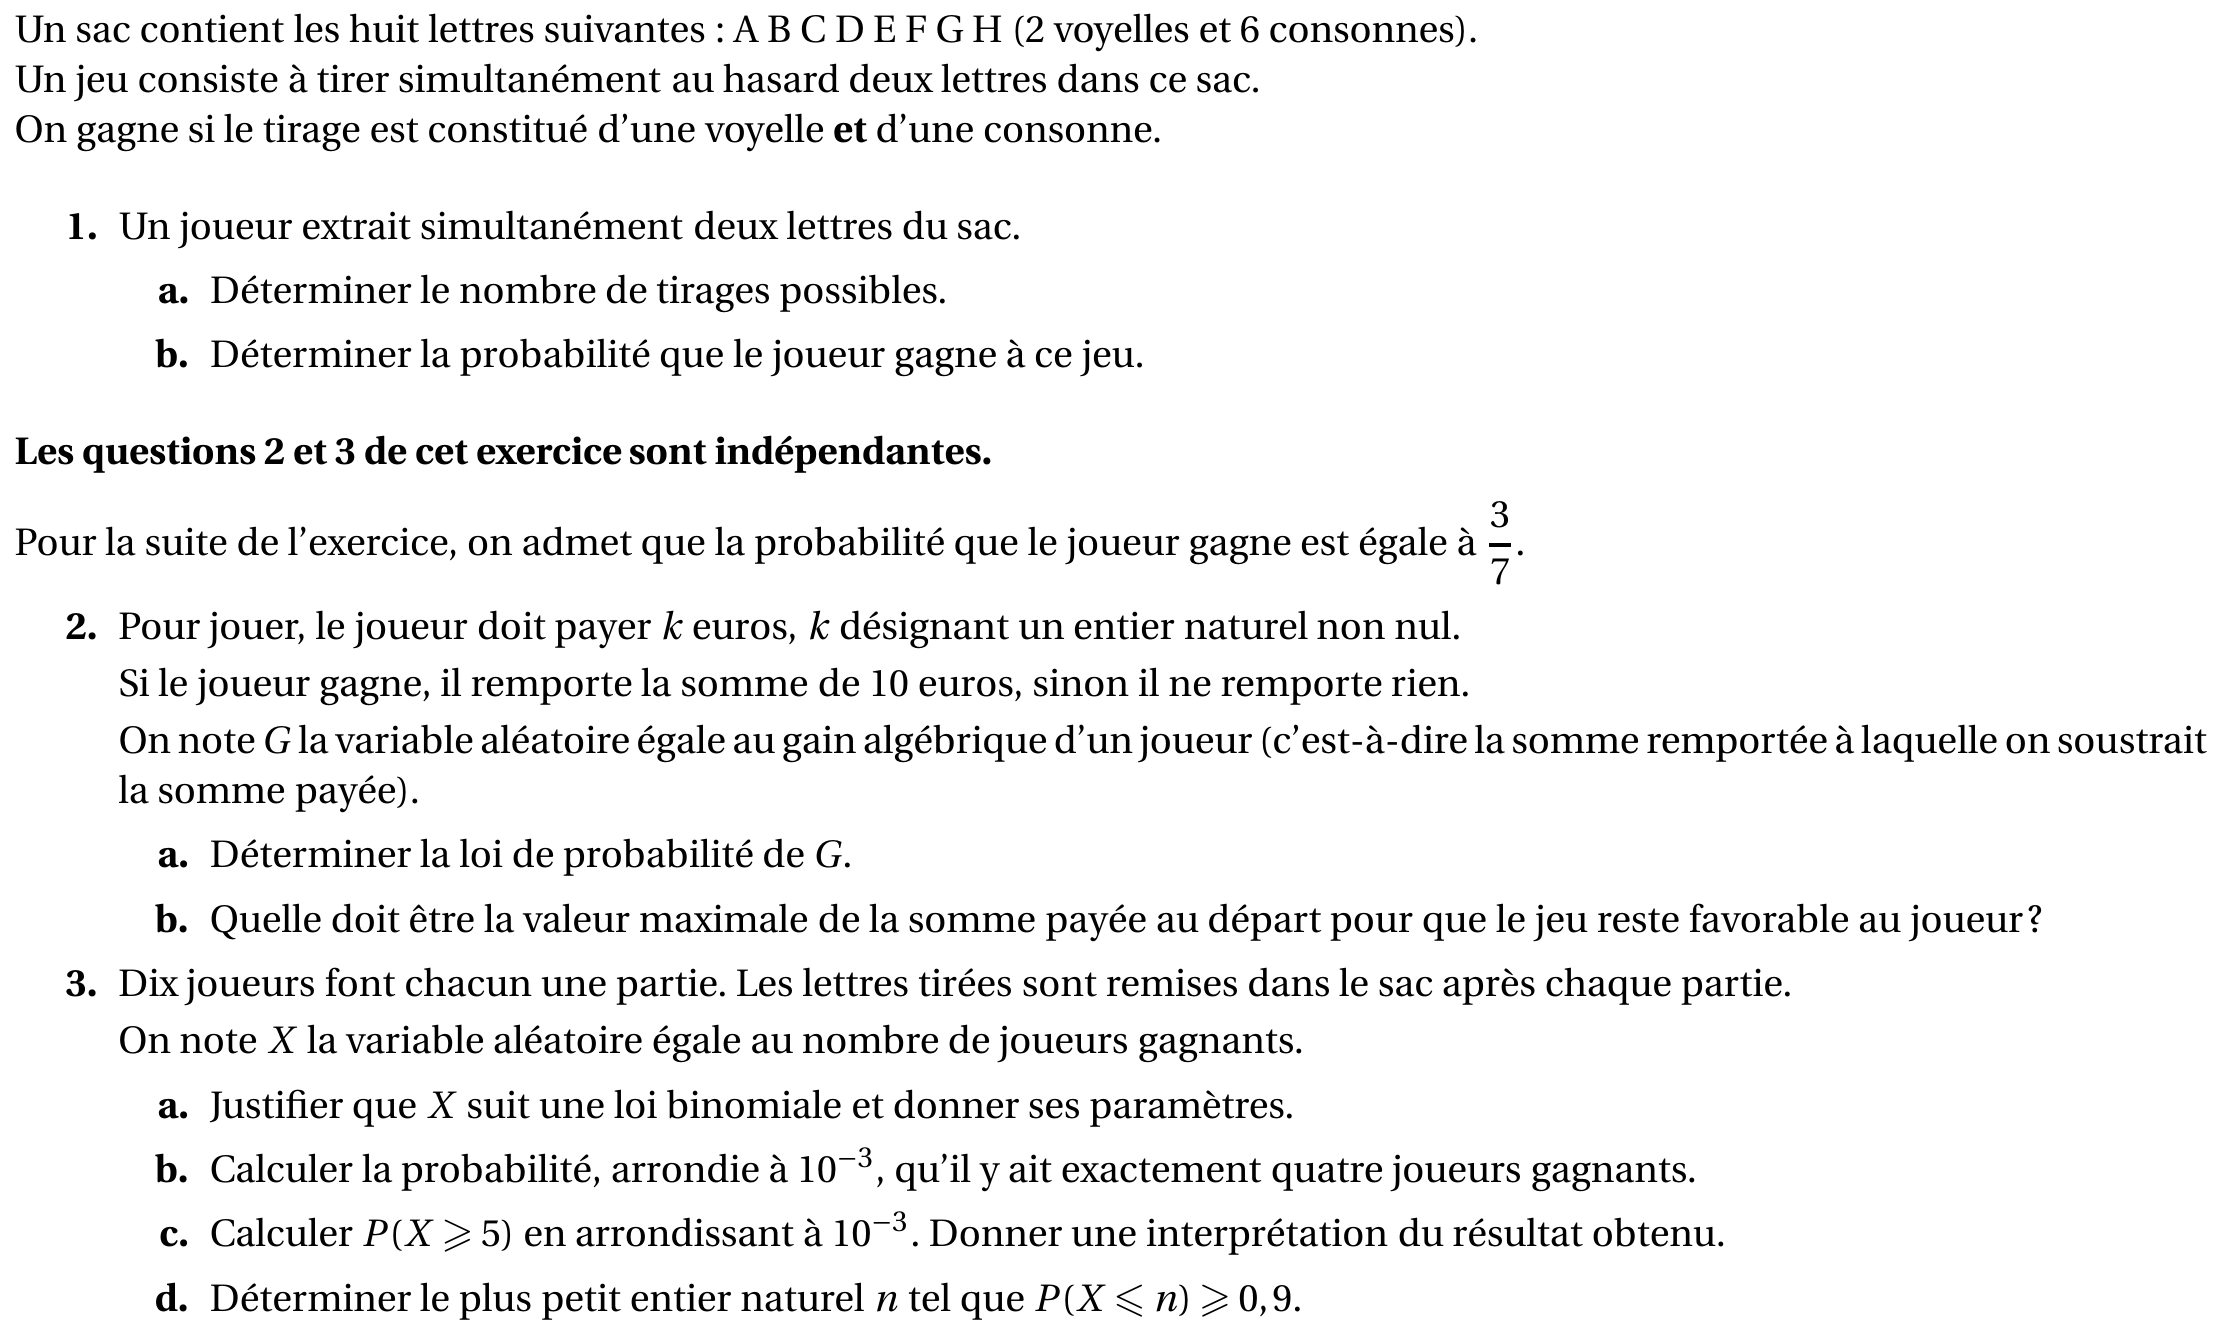 Un sac contient les huit lettres suivantes : A B C D E F G H (2 voyelles et 6 consonnes).
Un jeu consiste à tirer simultanément au hasard deux lettres dans ce sac.
On gagne si le tirage est constitué d'une voyelle et d'une consonne.
1. Un joueur extrait simultanément deux lettres du sac.
a. Déterminer le nombre de tirages possibles.
b. Déterminer la probabilité que le joueur gagne à ce jeu.
Les questions 2 et 3 de cet exercice sont indépendantes.
Pour la suite de l'exercice, on admet que la probabilité que le joueur gagne est égale à 3/7.
2. Pour jouer, le joueur doit payer k euros, k désignant un entier naturel non nul.
Si le joueur gagne, il remporte la somme de 10 euros, sinon il ne remporte rien.
On note G la variable aléatoire égale au gain algébrique d'un joueur (c'est-à-dire la somme remportée à laquelle on soustrait
la somme payée).
a. Déterminer la loi de probabilité de G.
b. Quelle doit être la valeur maximale de la somme payée au départ pour que le jeu reste favorable au joueur ?
3. Dix joueurs font chacun une partie. Les lettres tirées sont remises dans le sac après chaque partie.
On note X la variable aléatoire égale au nombre de joueurs gagnants.
a. Justifier que X suit une loi binomiale et donner ses paramètres.
b. Calculer la probabilité, arrondie à 10⁻³, qu'il y ait exactement quatre joueurs gagnants.
c. Calculer P(X ⩾ 5) en arrondissant à 10⁻³. Donner une interprétation du résultat obtenu.
d. Déterminer le plus petit entier naturel n tel que P(X ⩽ n) ⩾ 0,9.